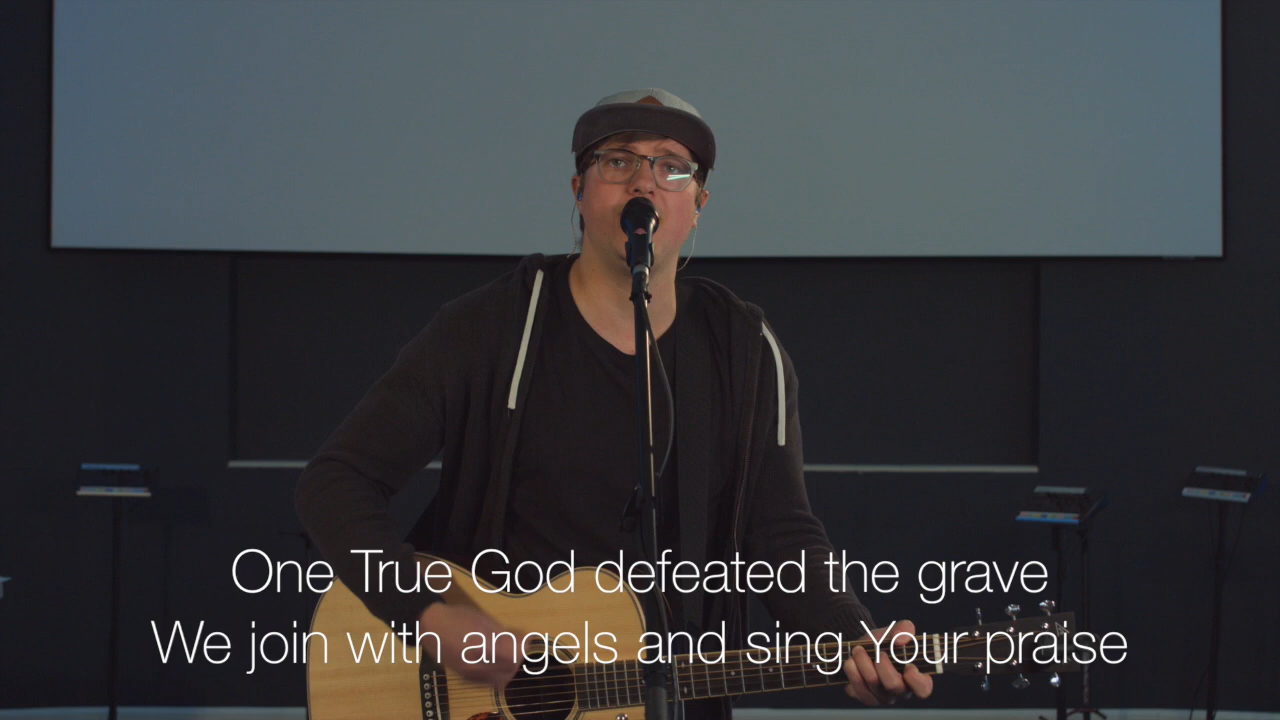 One True God defeated the grave
We join with angels and sing Your praise